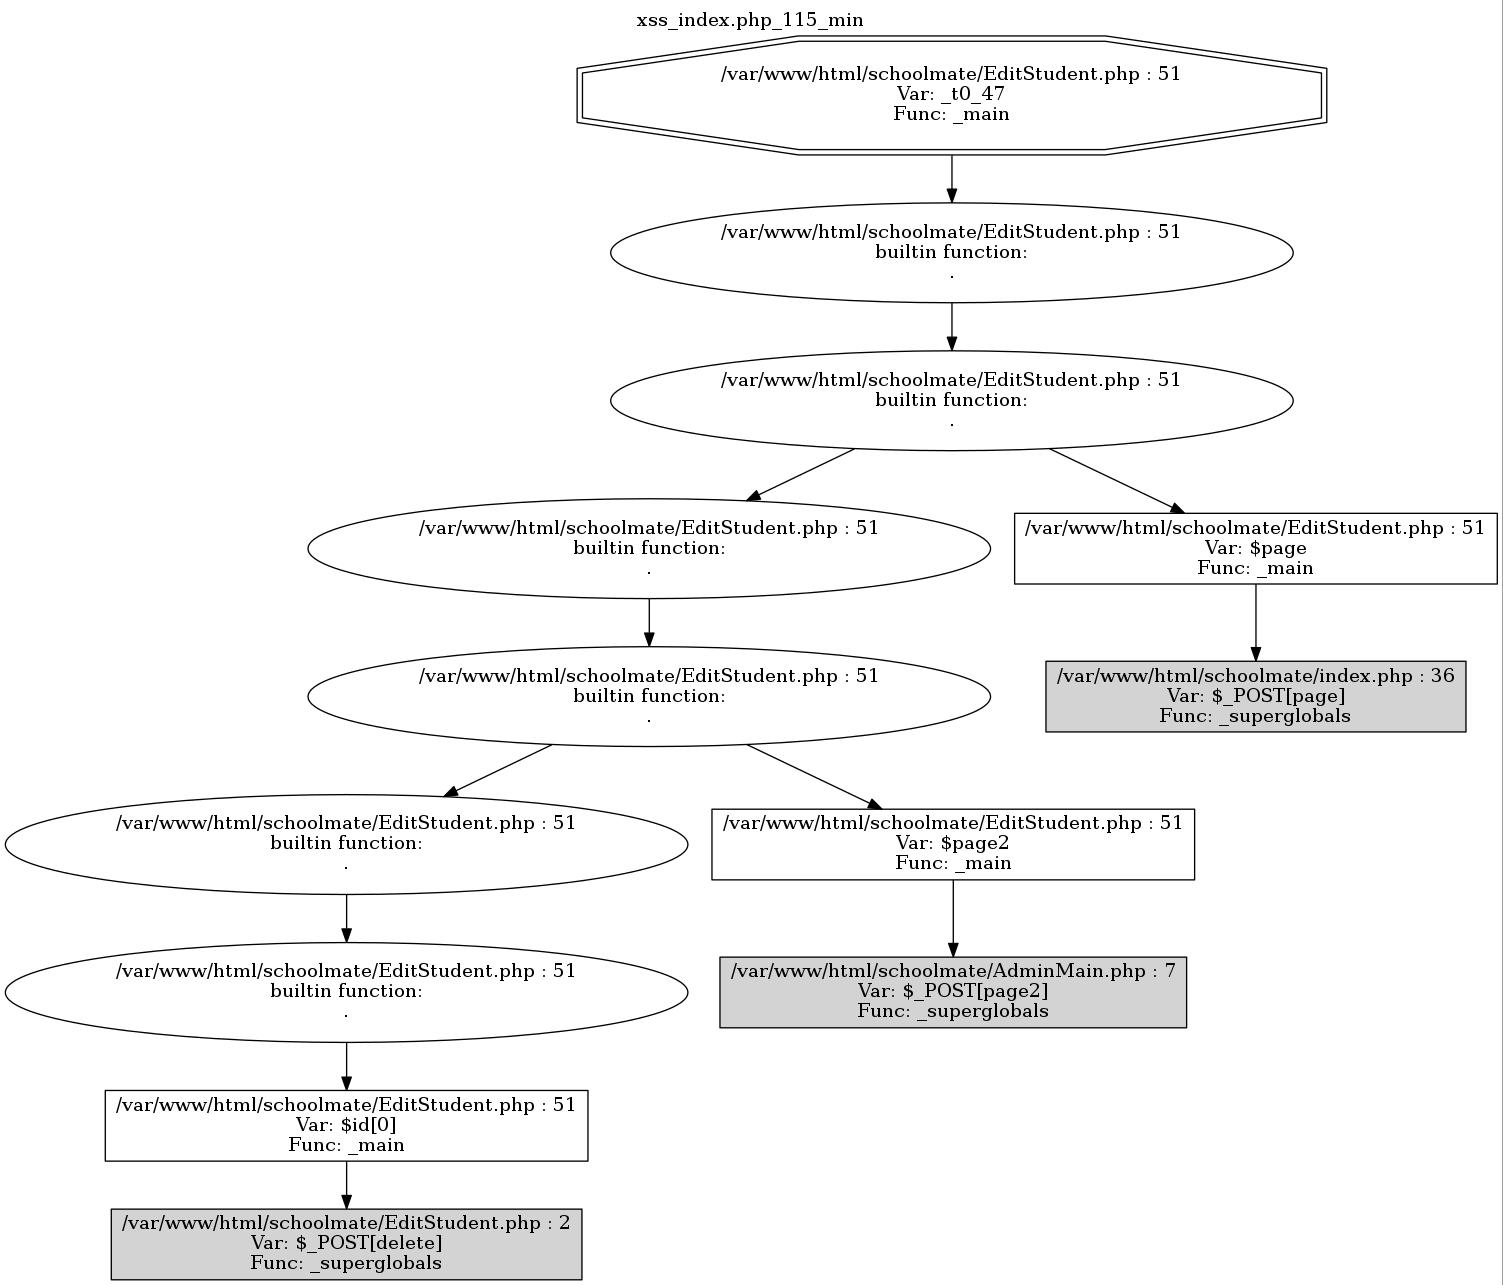 xss_index.php_115_min
/var/www/html/schoolmate/EditStudent.php : 51
Var: _t0_47
Func: _main
/var/www/html/schoolmate/EditStudent.php : 51
builtin function:
.
/var/www/html/schoolmate/EditStudent.php : 51
builtin function:
.
/var/www/html/schoolmate/EditStudent.php : 51
builtin function:
.
/var/www/html/schoolmate/EditStudent.php : 51
Var: $page
Func: _main
/var/www/html/schoolmate/EditStudent.php : 51
builtin function:
.
/var/www/html/schoolmate/index.php : 36
Var: $_POST[page]
Func: _superglobals
/var/www/html/schoolmate/EditStudent.php : 51
builtin function:
.
/var/www/html/schoolmate/EditStudent.php : 51
Var: $page2
Func: _main
/var/www/html/schoolmate/EditStudent.php : 51
builtin function:
.
/var/www/html/schoolmate/AdminMain.php : 7
Var: $_POST[page2]
Func: _superglobals
/var/www/html/schoolmate/EditStudent.php : 51
Var: $id[0]
Func: _main
/var/www/html/schoolmate/EditStudent.php : 2
Var: $_POST[delete]
Func: _superglobals